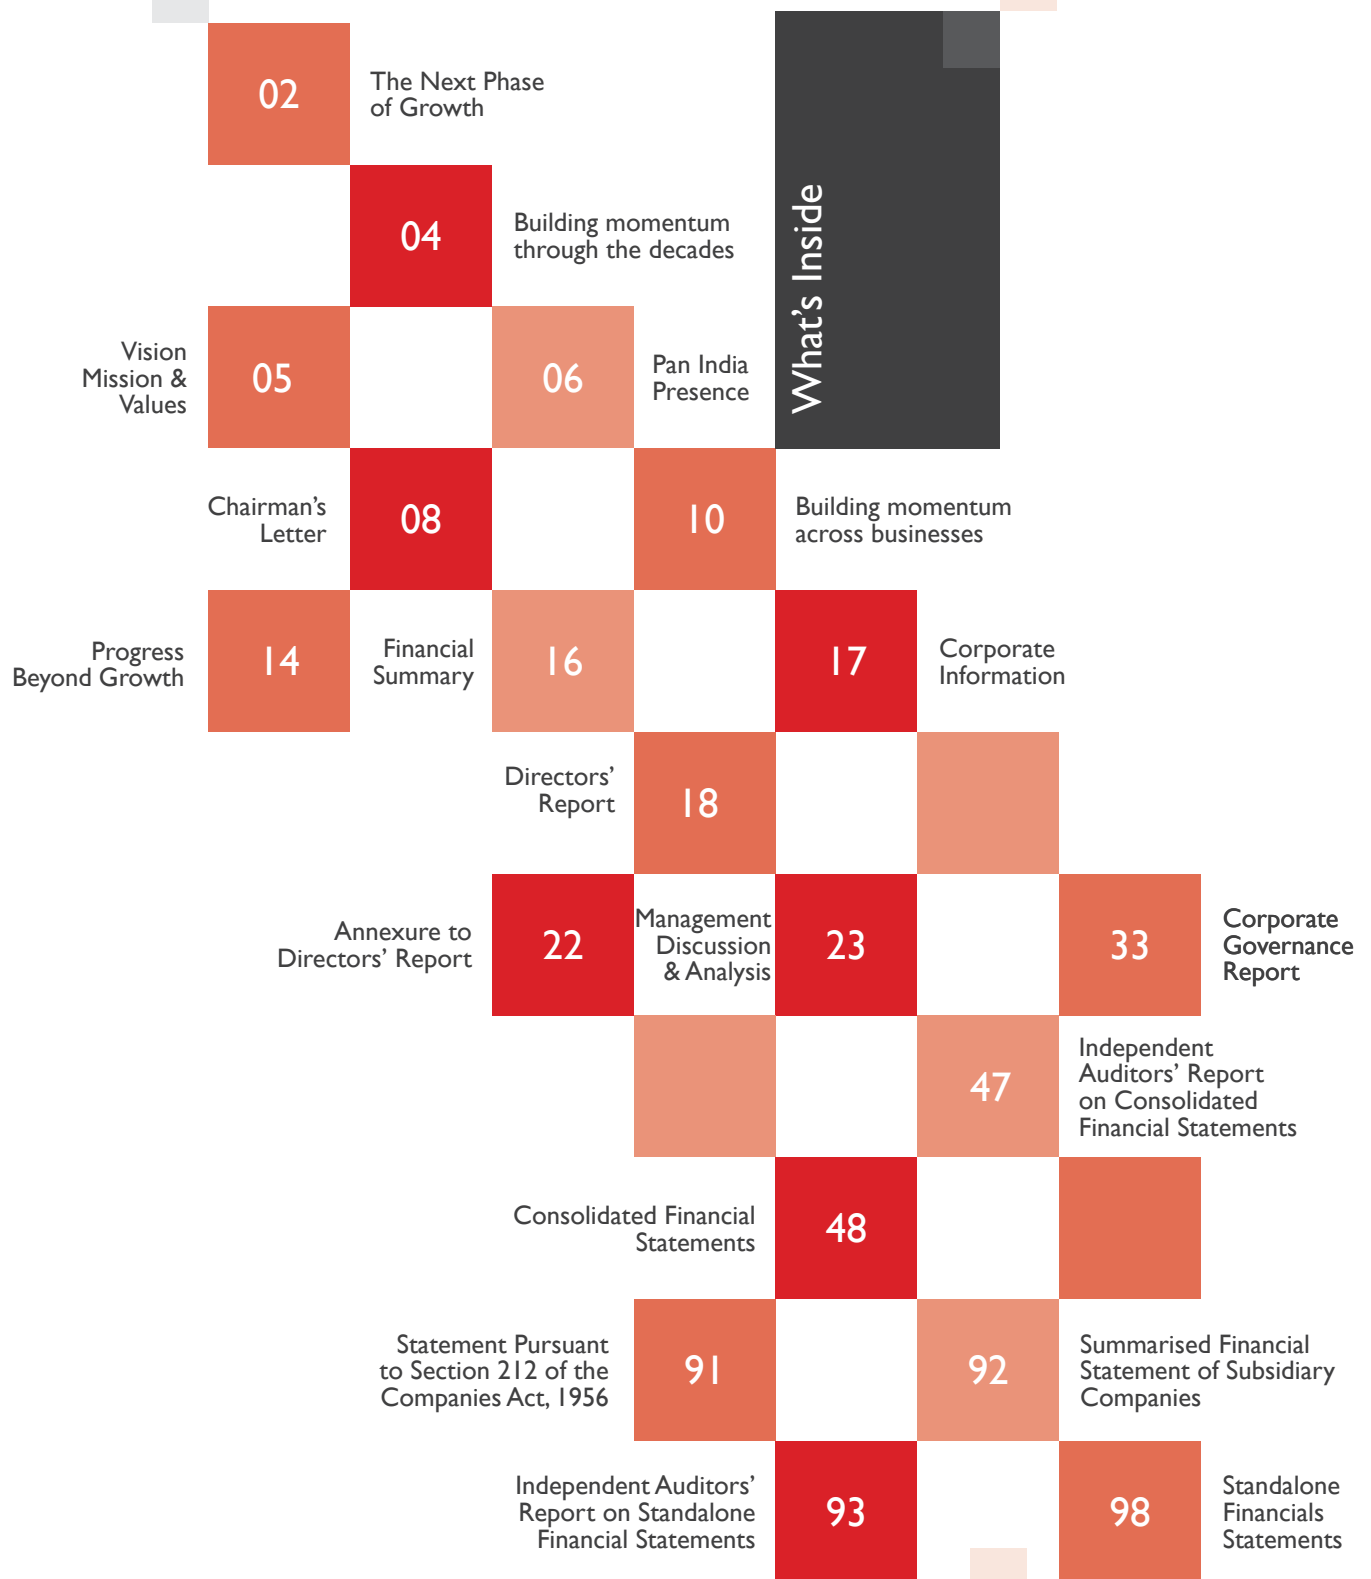 02
The Next Phase
of Growth
What's Inside
04
Building momentum
through the decades
Vision
Mission &
Values
05
06
Pan India
Presence
Chairman’s
Letter
08
10
Building momentum
across businesses
Progress
Beyond Growth
14
Financial
Summary
16
17
Corporate
Information
Directors’
Report
18
Annexure to
Directors’ Report
22
Management
Discussion
& Analysis
23
33
Corporate
Governance
Report
47
Independent
Auditors’ Report
on Consolidated
Financial Statements
Consolidated Financial
Statements
48
Statement Pursuant
to Section 212 of the
Companies Act, 1956
91
92
Summarised Financial
Statement of Subsidiary
Companies
Independent Auditors’
Report on Standalone
Financial Statements
93
98
Standalone
Financials
Statements